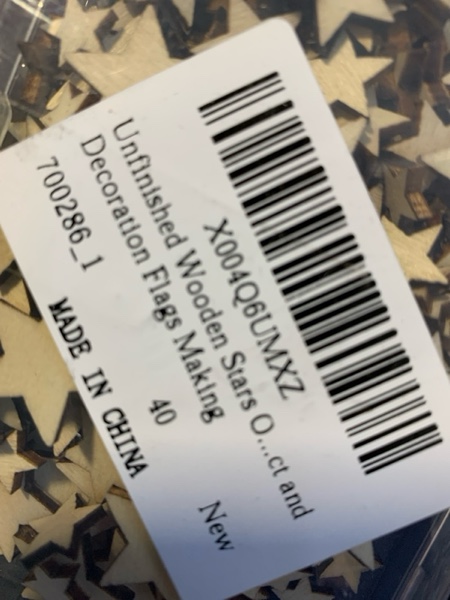 X004Q6UMXZ
Unfinished Wooden Stars O...ct and
Decoration Flags Making
New
700286_1
40
MADE IN CHINA